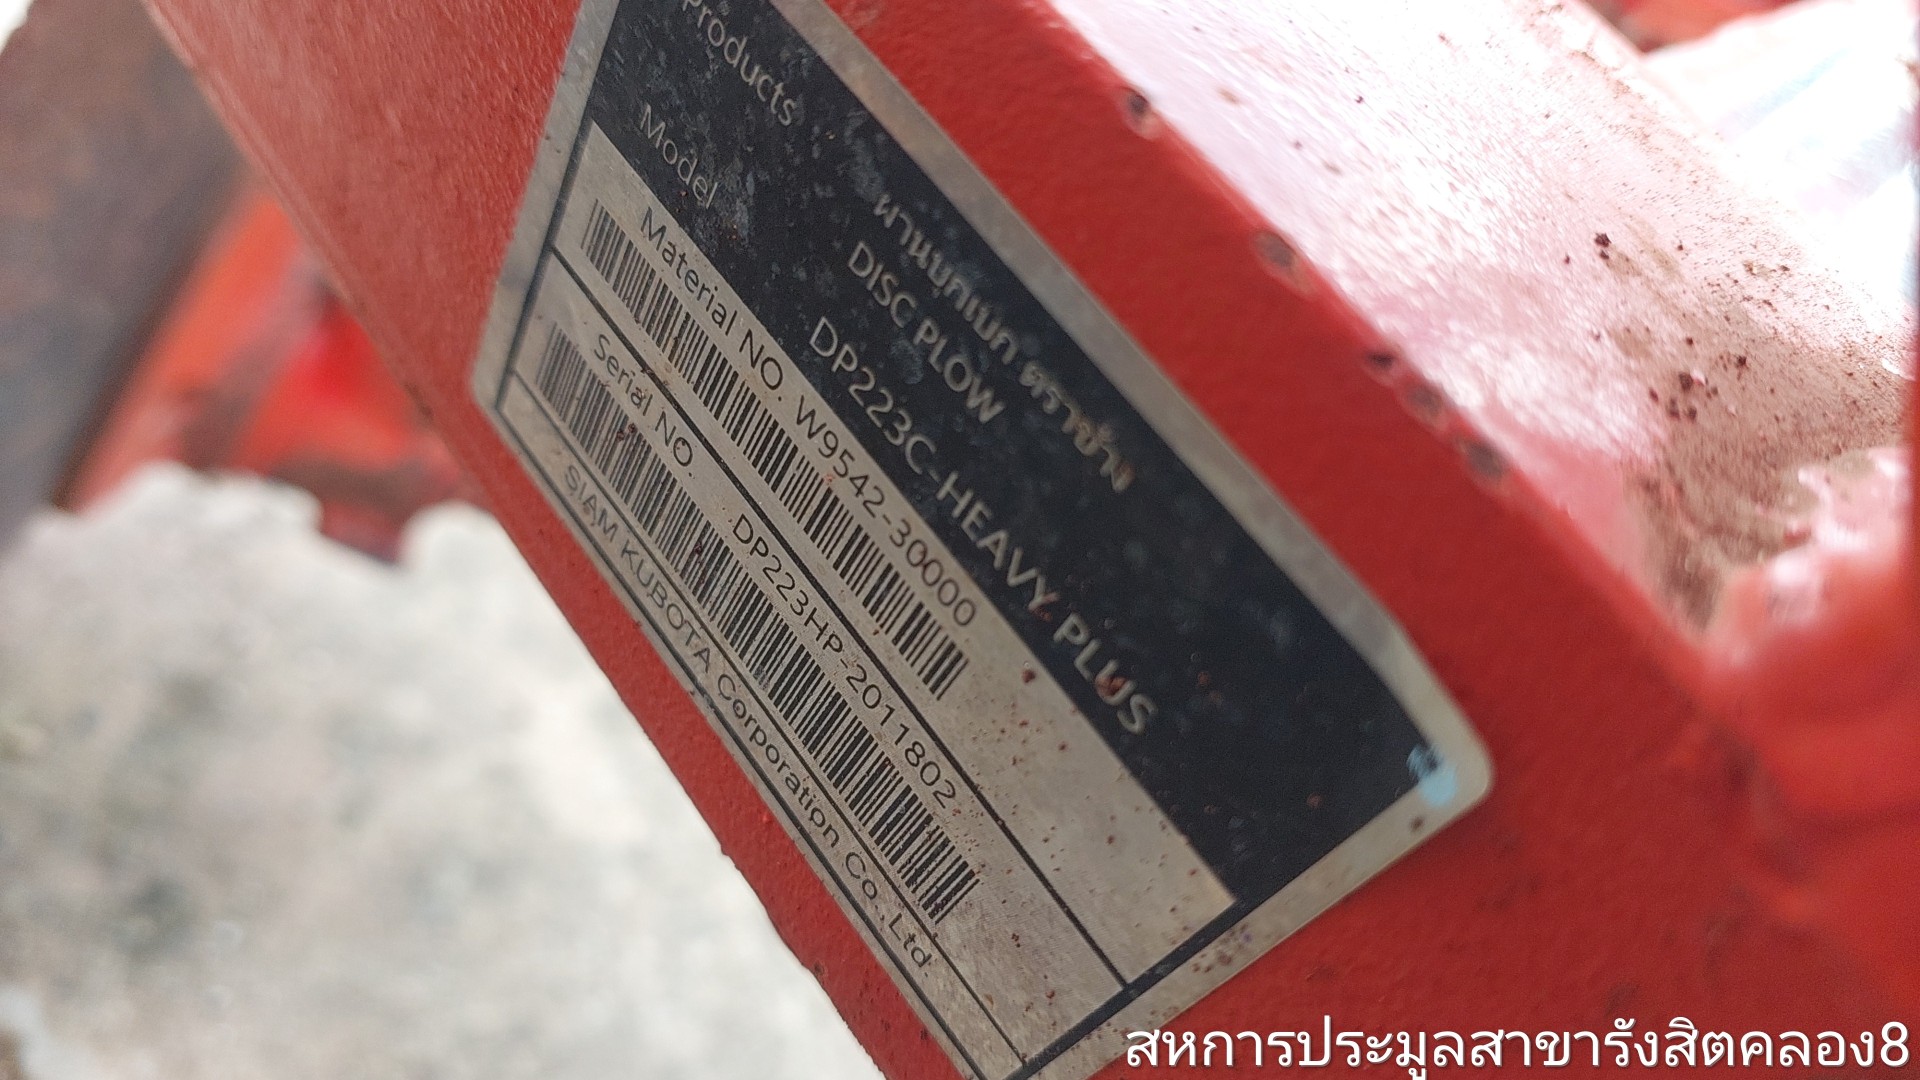 Products
ผานบุกเบิก ตราช้าง
DISC PLOW
Model
DP223C-HEAVY PLUS
Material NO. W9542-30000
Serial NO. DP223HP-2011802
SIAM KUBOTA Corporation Co.,Ltd.
สหการประมูลสาขารังสิตคลอง8